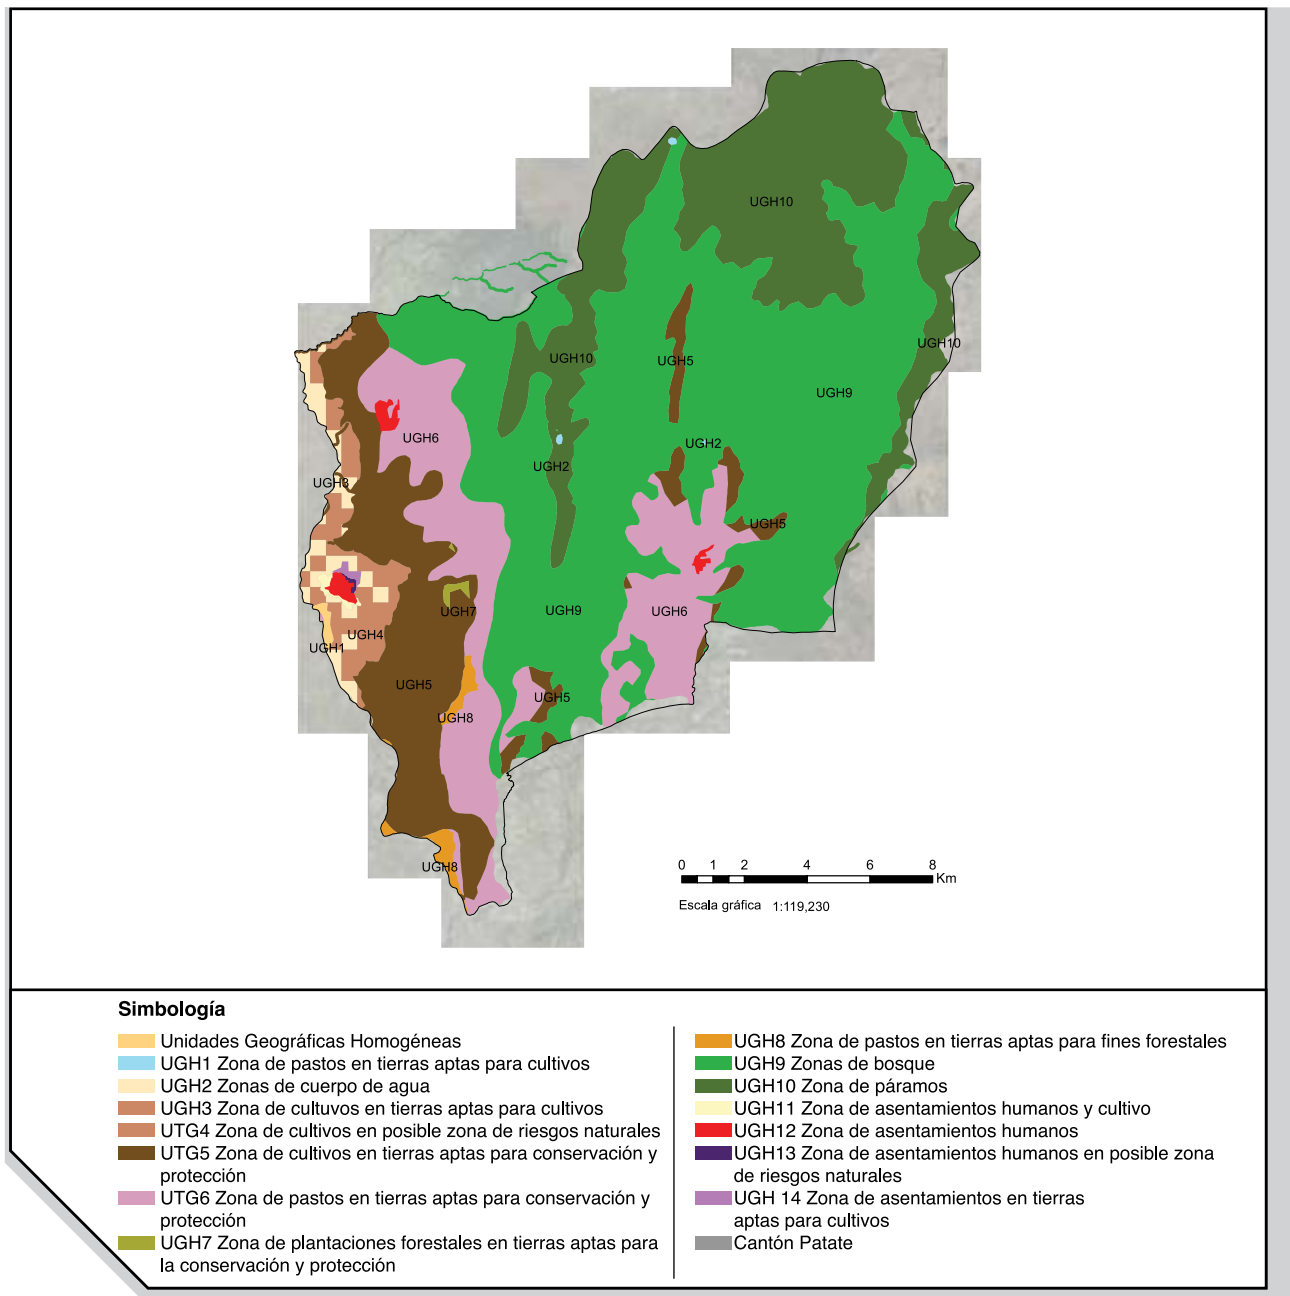 UGH10
UGH10
UGH10
UGH5
UGH9
UGH6
UGH2
UGH2
UGH3
UGH5
UGH9
UGH7
UGH6
UGH4
UGH1
UGH5
UGH5
UGH8
UGH8
0 1 2 4 6 8
Km
Escala gráfica 1:119,230
Simbología
Unidades Geográficas Homogéneas
UGH1 Zona de pastos en tierras aptas para cultivos
UGH2 Zonas de cuerpo de agua
UGH3 Zona de cultuvos en tierras aptas para cultivos
UTG4 Zona de cultivos en posible zona de riesgos naturales
UTG5 Zona de cultivos en tierras aptas para conservación y
protección
UTG6 Zona de pastos en tierras aptas para conservación y
protección
UGH7 Zona de plantaciones forestales en tierras aptas para
la conservación y protección
UGH8 Zona de pastos en tierras aptas para fines forestales
UGH9 Zonas de bosque
UGH10 Zona de páramos
UGH11 Zona de asentamientos humanos y cultivo
UGH12 Zona de asentamientos humanos
UGH13 Zona de asentamientos humanos en posible zona
de riesgos naturales
UGH 14 Zona de asentamientos en tierras
aptas para cultivos
Cantón Patate